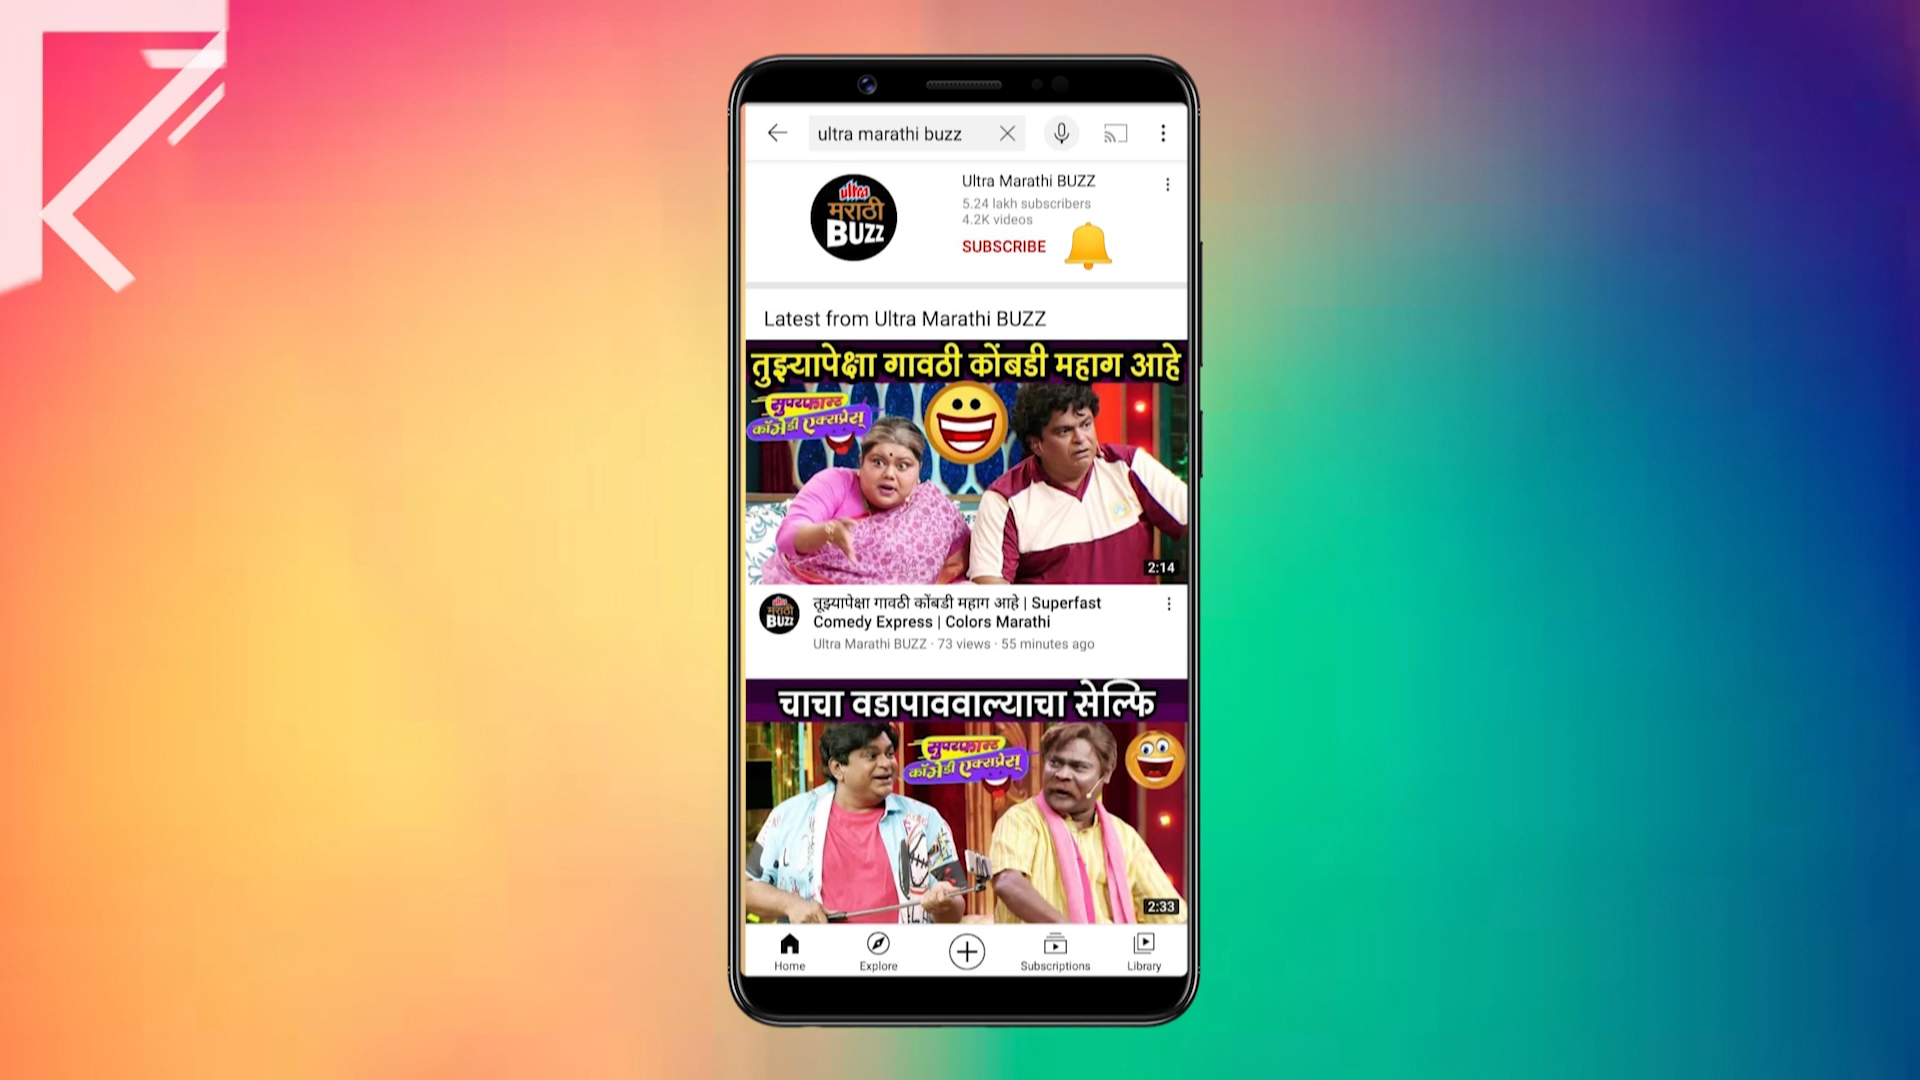 ultra marathi buzz
ultra
मराठी
BUZZ
Ultra Marathi BUZZ
5.24 lakh subscribers
4.2K videos
SUBSCRIBE
Latest from Ultra Marathi BUZZ
तुझ्यापेक्षा गावठी कोंबडी महाग आहे
सुपरफास्ट
कॉमेडी एक्सप्रेस्
2:14
ultra
मराठी
BUZZ
तूझ्यापेक्षा गावठी कोंबडी महाग आहे | Superfast
Comedy Express | Colors Marathi
Ultra Marathi BUZZ · 73 views · 55 minutes ago
चाचा वडापाववाल्याचा सेल्फि
सुपरफास्ट
कॉमेडी एक्सप्रेस्
2:33
Home
Explore
Subscriptions
Library